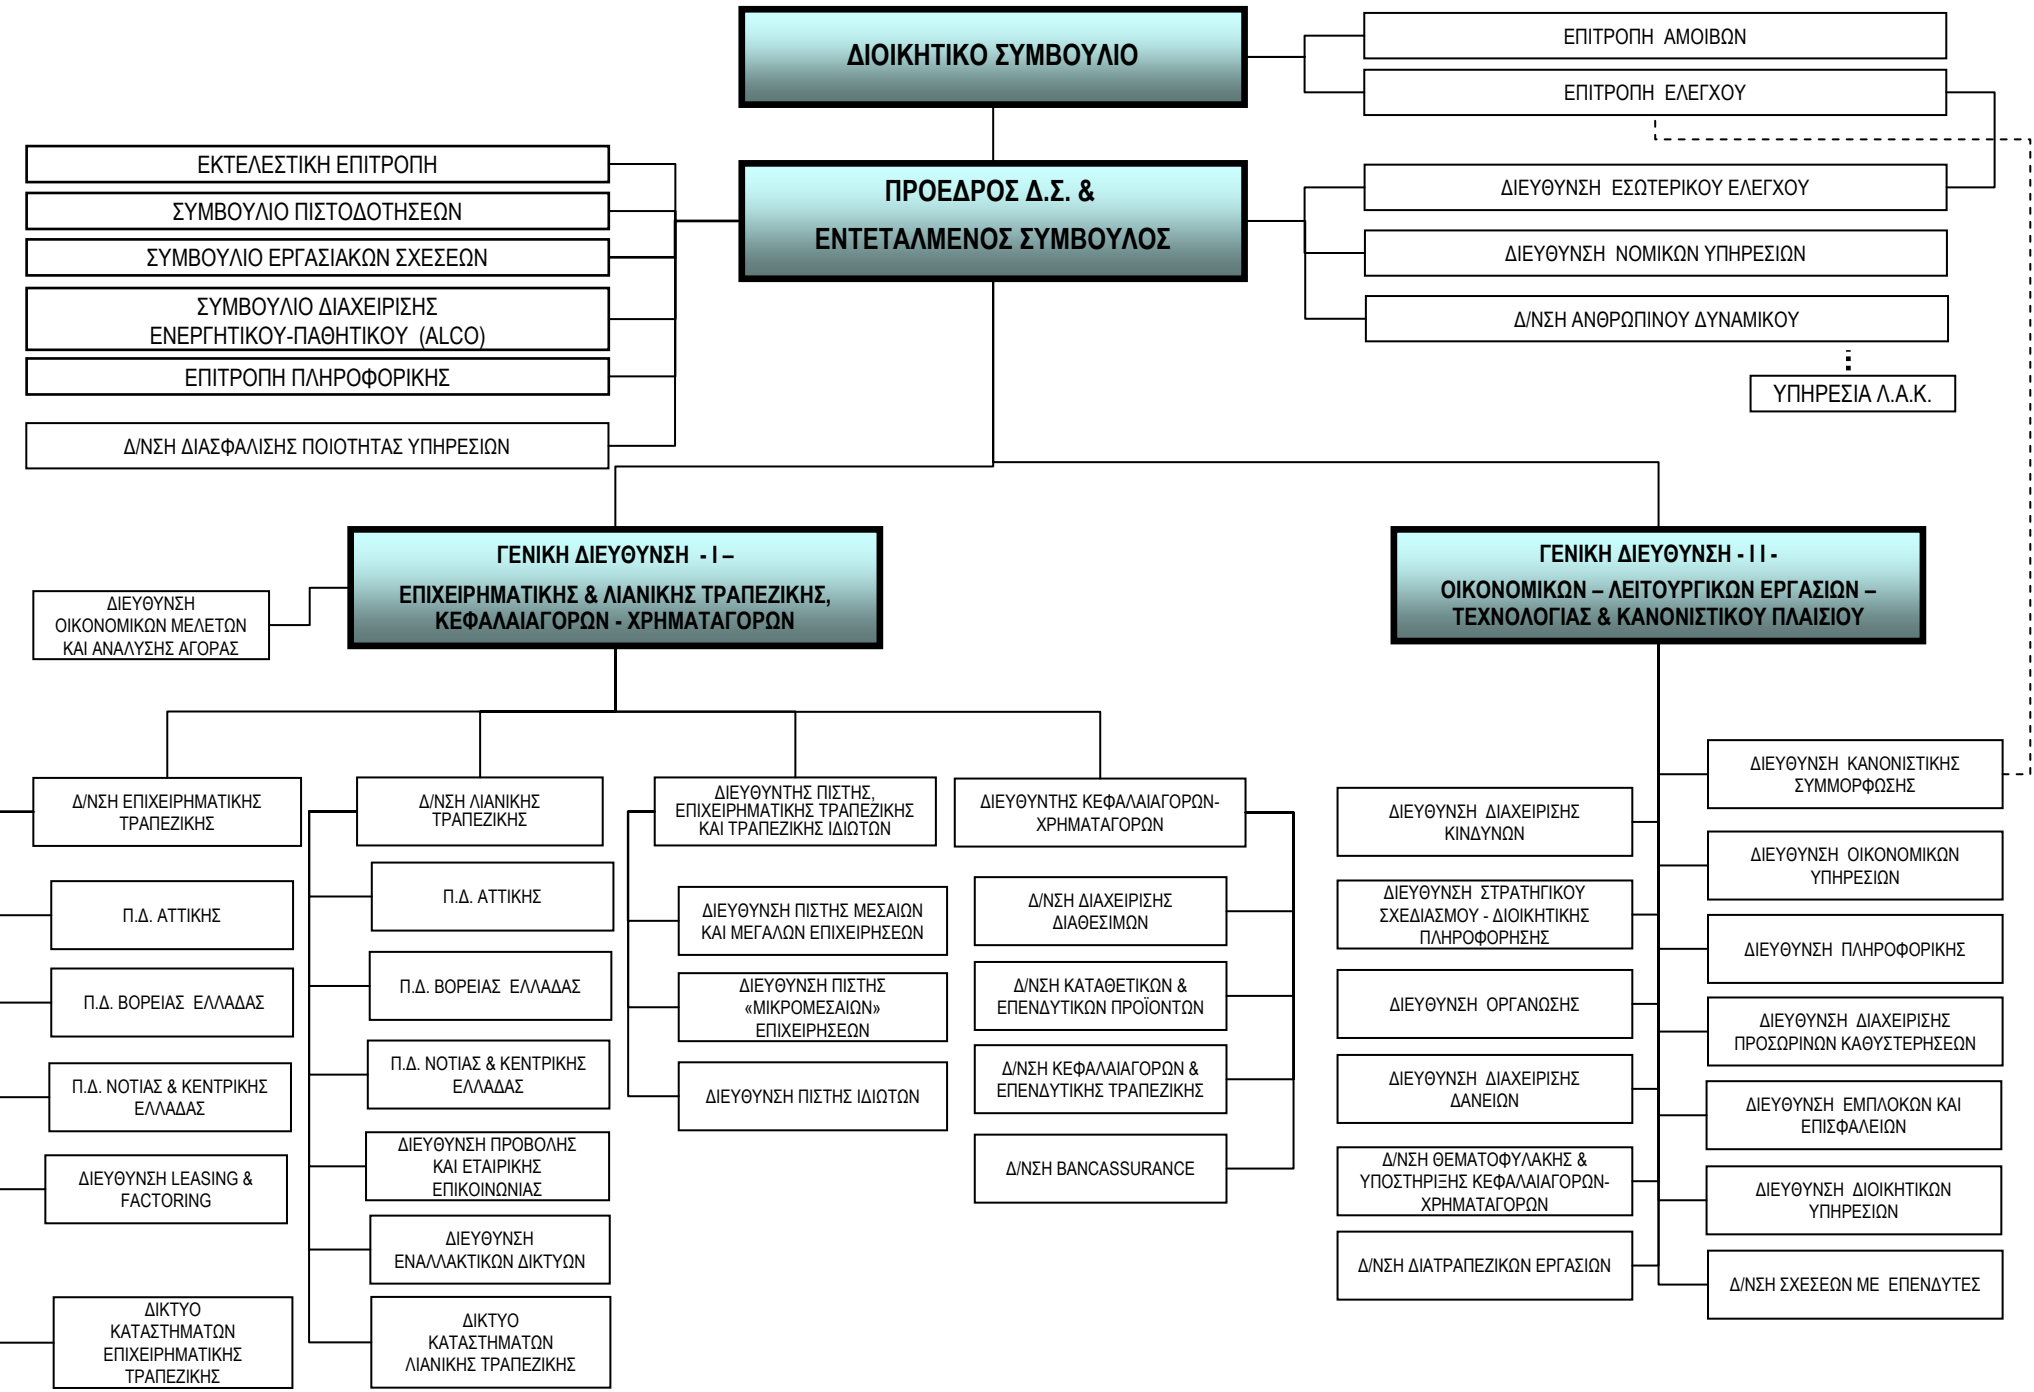 ΔΙΟΙΚΗΤΙΚΟ ΣΥΜΒΟΥΛΙΟ
ΕΠΙΤΡΟΠΗ ΑΜΟΙΒΩΝ
ΕΠΙΤΡΟΠΗ ΕΛΕΓΧΟΥ
ΠΡΟΕΔΡΟΣ Δ.Σ. &
ΕΝΤΕΤΑΛΜΕΝΟΣ ΣΥΜΒΟΥΛΟΣ
ΕΚΤΕΛΕΣΤΙΚΗ ΕΠΙΤΡΟΠΗ
ΣΥΜΒΟΥΛΙΟ ΠΙΣΤΟΔΟΤΗΣΕΩΝ
ΣΥΜΒΟΥΛΙΟ ΕΡΓΑΣΙΑΚΩΝ ΣΧΕΣΕΩΝ
ΣΥΜΒΟΥΛΙΟ ΔΙΑΧΕΙΡΙΣΗΣ
ΕΝΕΡΓΗΤΙΚΟΥ-ΠΑΘΗΤΙΚΟΥ (ALCO)
ΕΠΙΤΡΟΠΗ ΠΛΗΡΟΦΟΡΙΚΗΣ
Δ/ΝΣΗ ΔΙΑΣΦΑΛΙΣΗΣ ΠΟΙΟΤΗΤΑΣ ΥΠΗΡΕΣΙΩΝ
ΔΙΕΥΘΥΝΣΗ ΕΣΩΤΕΡΙΚΟΥ ΕΛΕΓΧΟΥ
ΔΙΕΥΘΥΝΣΗ ΝΟΜΙΚΩΝ ΥΠΗΡΕΣΙΩΝ
Δ/ΝΣΗ ΑΝΘΡΩΠΙΝΟΥ ΔΥΝΑΜΙΚΟΥ
ΥΠΗΡΕΣΙΑ Λ.Α.Κ.
ΓΕΝΙΚΗ ΔΙΕΥΘΥΝΣΗ - Ι –
ΕΠΙΧΕΙΡΗΜΑΤΙΚΗΣ & ΛΙΑΝΙΚΗΣ ΤΡΑΠΕΖΙΚΗΣ,
ΚΕΦΑΛΑΙΑΓΟΡΩΝ - ΧΡΗΜΑΤΑΓΟΡΩΝ
ΓΕΝΙΚΗ ΔΙΕΥΘΥΝΣΗ - Ι Ι -
ΟΙΚΟΝΟΜΙΚΩΝ – ΛΕΙΤΟΥΡΓΙΚΩΝ ΕΡΓΑΣΙΩΝ –
ΤΕΧΝΟΛΟΓΙΑΣ & ΚΑΝΟΝΙΣΤΙΚΟΥ ΠΛΑΙΣΙΟΥ
ΔΙΕΥΘΥΝΣΗ
ΟΙΚΟΝΟΜΙΚΩΝ ΜΕΛΕΤΩΝ
ΚΑΙ ΑΝΑΛΥΣΗΣ ΑΓΟΡΑΣ
Δ/ΝΣΗ ΕΠΙΧΕΙΡΗΜΑΤΙΚΗΣ
ΤΡΑΠΕΖΙΚΗΣ
Π.Δ. ΑΤΤΙΚΗΣ
Π.Δ. ΒΟΡΕΙΑΣ ΕΛΛΑΔΑΣ
Π.Δ. ΝΟΤΙΑΣ & ΚΕΝΤΡΙΚΗΣ
ΕΛΛΑΔΑΣ
ΔΙΕΥΘΥΝΣΗ LEASING &
FACTORING
ΔΙΚΤΥΟ
ΚΑΤΑΣΤΗΜΑΤΩΝ
ΕΠΙΧΕΙΡΗΜΑΤΙΚΗΣ
ΤΡΑΠΕΖΙΚΗΣ
Δ/ΝΣΗ ΛΙΑΝΙΚΗΣ
ΤΡΑΠΕΖΙΚΗΣ
Π.Δ. ΑΤΤΙΚΗΣ
Π.Δ. ΒΟΡΕΙΑΣ ΕΛΛΑΔΑΣ
Π.Δ. ΝΟΤΙΑΣ & ΚΕΝΤΡΙΚΗΣ
ΕΛΛΑΔΑΣ
ΔΙΕΥΘΥΝΣΗ ΠΡΟΒΟΛΗΣ
ΚΑΙ ΕΤΑΙΡΙΚΗΣ
ΕΠΙΚΟΙΝΩΝΙΑΣ
ΔΙΕΥΘΥΝΣΗ
ΕΝΑΛΛΑΚΤΙΚΩΝ ΔΙΚΤΥΩΝ
ΔΙΚΤΥΟ
ΚΑΤΑΣΤΗΜΑΤΩΝ
ΛΙΑΝΙΚΗΣ ΤΡΑΠΕΖΙΚΗΣ
ΔΙΕΥΘΥΝΤΗΣ ΠΙΣΤΗΣ,
ΕΠΙΧΕΙΡΗΜΑΤΙΚΗΣ ΤΡΑΠΕΖΙΚΗΣ
ΚΑΙ ΤΡΑΠΕΖΙΚΗΣ ΙΔΙΩΤΩΝ
ΔΙΕΥΘΥΝΣΗ ΠΙΣΤΗΣ ΜΕΣΑΙΩΝ
ΚΑΙ ΜΕΓΑΛΩΝ ΕΠΙΧΕΙΡΗΣΕΩΝ
ΔΙΕΥΘΥΝΣΗ ΠΙΣΤΗΣ
«ΜΙΚΡΟΜΕΣΑΙΩΝ»
ΕΠΙΧΕΙΡΗΣΕΩΝ
ΔΙΕΥΘΥΝΣΗ ΠΙΣΤΗΣ ΙΔΙΩΤΩΝ
ΔΙΕΥΘΥΝΤΗΣ ΚΕΦΑΛΑΙΑΓΟΡΩΝ-
ΧΡΗΜΑΤΑΓΟΡΩΝ
Δ/ΝΣΗ ΔΙΑΧΕΙΡΙΣΗΣ
ΔΙΑΘΕΣΙΜΩΝ
Δ/ΝΣΗ ΚΑΤΑΘΕΤΙΚΩΝ &
ΕΠΕΝΔΥΤΙΚΩΝ ΠΡΟΪΟΝΤΩΝ
Δ/ΝΣΗ ΚΕΦΑΛΑΙΑΓΟΡΩΝ &
ΕΠΕΝΔΥΤΙΚΗΣ ΤΡΑΠΕΖΙΚΗΣ
Δ/ΝΣΗ BANCASSURANCE
ΔΙΕΥΘΥΝΣΗ ΔΙΑΧΕΙΡΙΣΗΣ
ΚΙΝΔΥΝΩΝ
ΔΙΕΥΘΥΝΣΗ ΣΤΡΑΤΗΓΙΚΟΥ
ΣΧΕΔΙΑΣΜΟΥ - ΔΙΟΙΚΗΤΙΚΗΣ
ΠΛΗΡΟΦΟΡΗΣΗΣ
ΔΙΕΥΘΥΝΣΗ ΟΡΓΑΝΩΣΗΣ
ΔΙΕΥΘΥΝΣΗ ΔΙΑΧΕΙΡΙΣΗΣ
ΔΑΝΕΙΩΝ
Δ/ΝΣΗ ΘΕΜΑΤΟΦΥΛΑΚΗΣ &
ΥΠΟΣΤΗΡΙΞΗΣ ΚΕΦΑΛΑΙΑΓΟΡΩΝ-
ΧΡΗΜΑΤΑΓΟΡΩΝ
Δ/ΝΣΗ ΔΙΑΤΡΑΠΕΖΙΚΩΝ ΕΡΓΑΣΙΩΝ
ΔΙΕΥΘΥΝΣΗ ΚΑΝΟΝΙΣΤΙΚΗΣ
ΣΥΜΜΟΡΦΩΣΗΣ
ΔΙΕΥΘΥΝΣΗ ΟΙΚΟΝΟΜΙΚΩΝ
ΥΠΗΡΕΣΙΩΝ
ΔΙΕΥΘΥΝΣΗ ΠΛΗΡΟΦΟΡΙΚΗΣ
ΔΙΕΥΘΥΝΣΗ ΔΙΑΧΕΙΡΙΣΗΣ
ΠΡΟΣΩΡΙΝΩΝ ΚΑΘΥΣΤΕΡΗΣΕΩΝ
ΔΙΕΥΘΥΝΣΗ ΕΜΠΛΟΚΩΝ ΚΑΙ
ΕΠΙΣΦΑΛΕΙΩΝ
ΔΙΕΥΘΥΝΣΗ ΔΙΟΙΚΗΤΙΚΩΝ
ΥΠΗΡΕΣΙΩΝ
Δ/ΝΣΗ ΣΧΕΣΕΩΝ ΜΕ ΕΠΕΝΔΥΤΕΣ